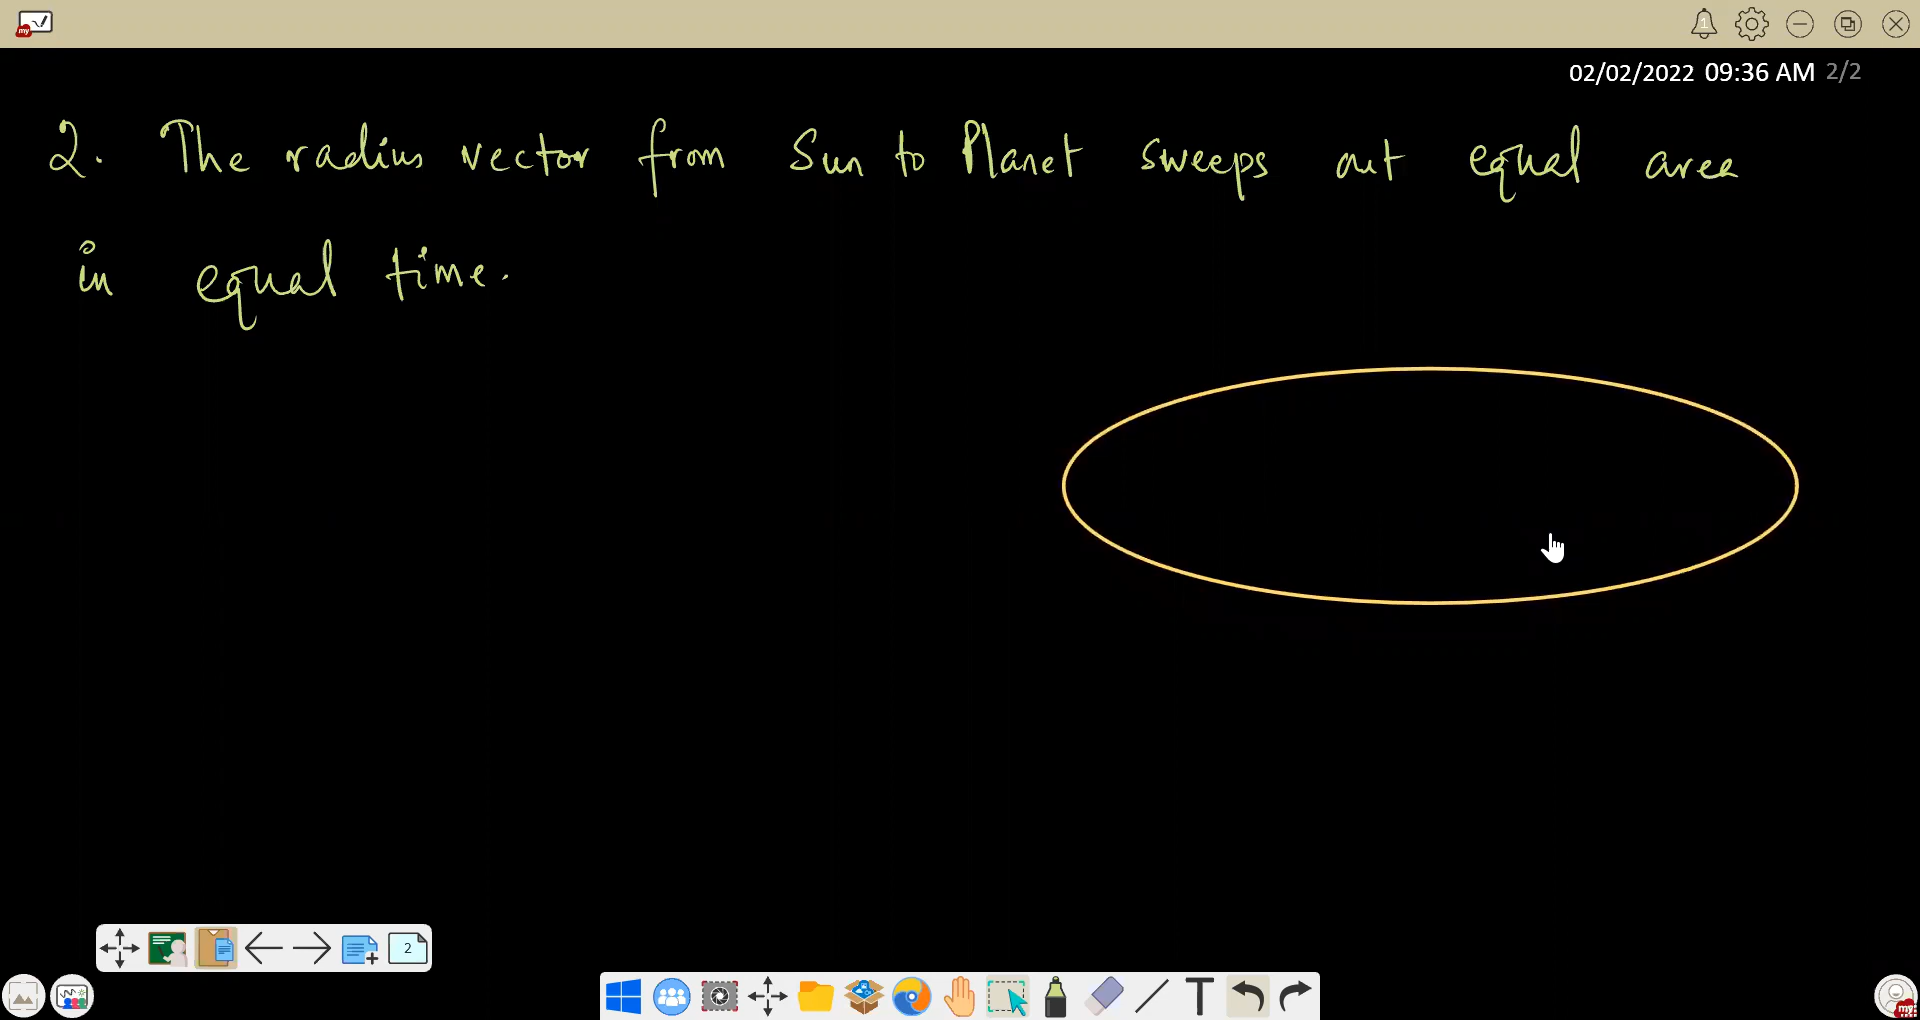 02/02/2022 09:36 AM 2/2
2. The radius vector from Sun to Planet sweeps out equal area
in equal time.
2